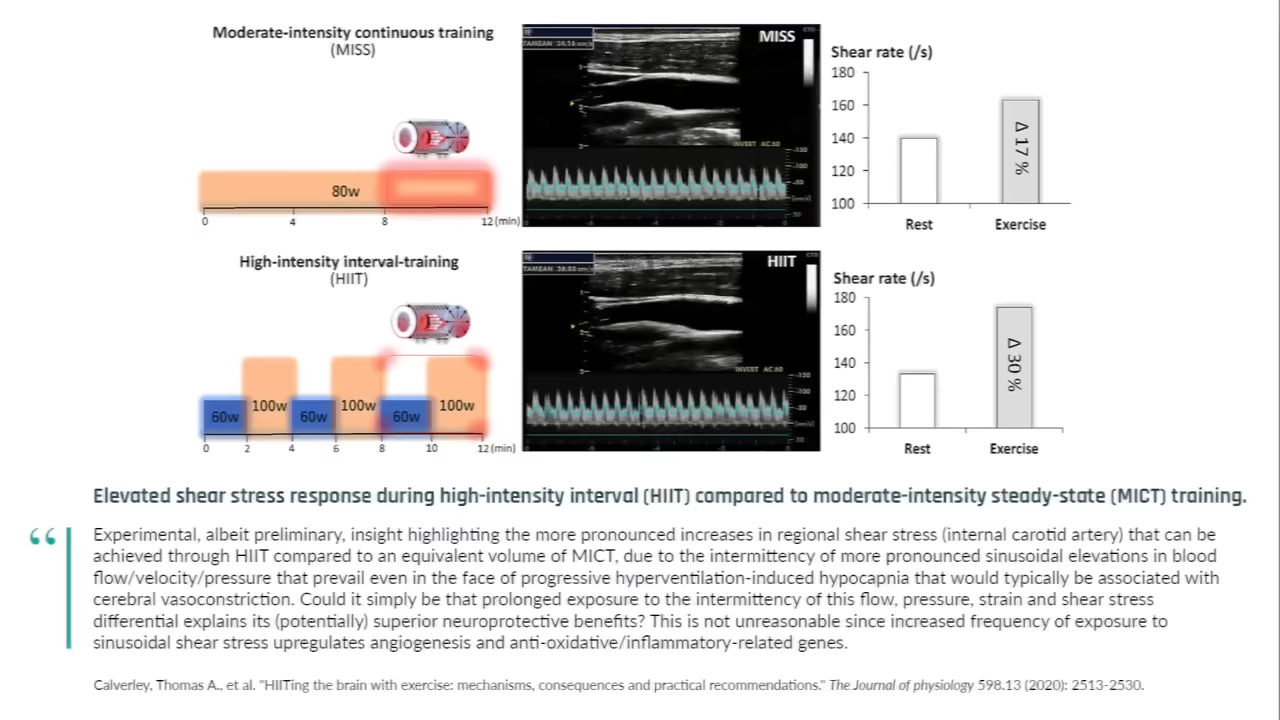 Moderate-intensity continuous training
(MISS)
80w
0 4 8 12 (min)
TAMEAN
MISS
INVERT AC 60
Shear rate (/s)
180
160
140
120
100
Δ 17 %
Rest Exercise
High-intensity interval-training
(HIIT)
60w 100w 60w 100w 60w 100w
0 2 4 6 8 10 12 (min)
TAMEAN
HIIT
INVERT AC 60
Shear rate (/s)
180
160
140
120
100
Δ 30 %
Rest Exercise
Elevated shear stress response during high-intensity interval (HIIT) compared to moderate-intensity steady-state (MICT) training.
“
Experimental, albeit preliminary, insight highlighting the more pronounced increases in regional shear stress (internal carotid artery) that can be
achieved through HIIT compared to an equivalent volume of MICT, due to the intermittency of more pronounced sinusoidal elevations in blood
flow/velocity/pressure that prevail even in the face of progressive hyperventilation-induced hypocapnia that would typically be associated with
cerebral vasoconstriction. Could it simply be that prolonged exposure to the intermittency of this flow, pressure, strain and shear stress
differential explains its (potentially) superior neuroprotective benefits? This is not unreasonable since increased frequency of exposure to
sinusoidal shear stress upregulates angiogenesis and anti-oxidative/inflammatory-related genes.
Calverley, Thomas A., et al. "HIITing the brain with exercise: mechanisms, consequences and practical recommendations." The Journal of physiology 598.13 (2020): 2513-2530.